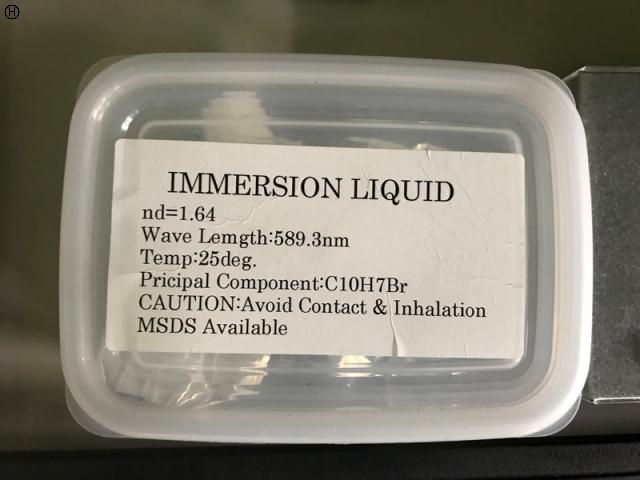 H
IMMERSION LIQUID
nd=1.64
Wave Lemgth:589.3nm
Temp:25deg.
Pricipal Component:C10H7Br
CAUTION:Avoid Contact & Inhalation
MSDS Available